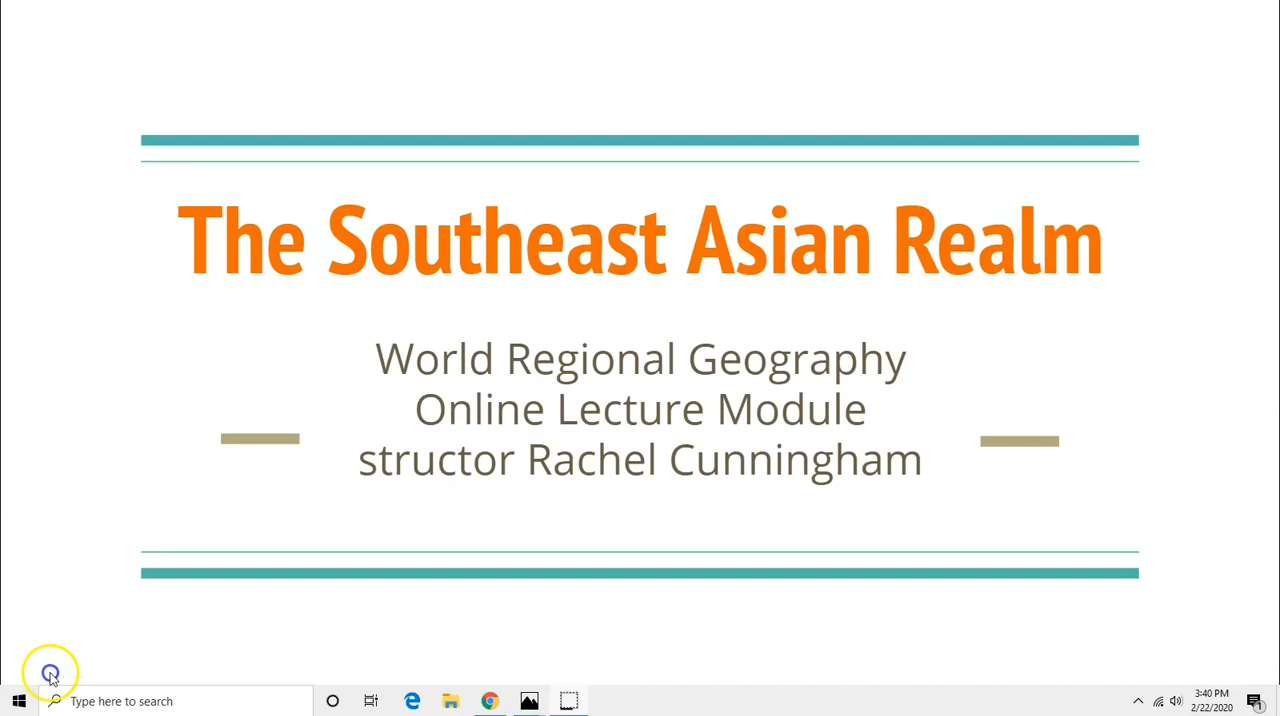 The Southeast Asian Realm
World Regional Geography
Online Lecture Module
structor Rachel Cunningham
Type here to search
3:40 PM
2/22/2020
1